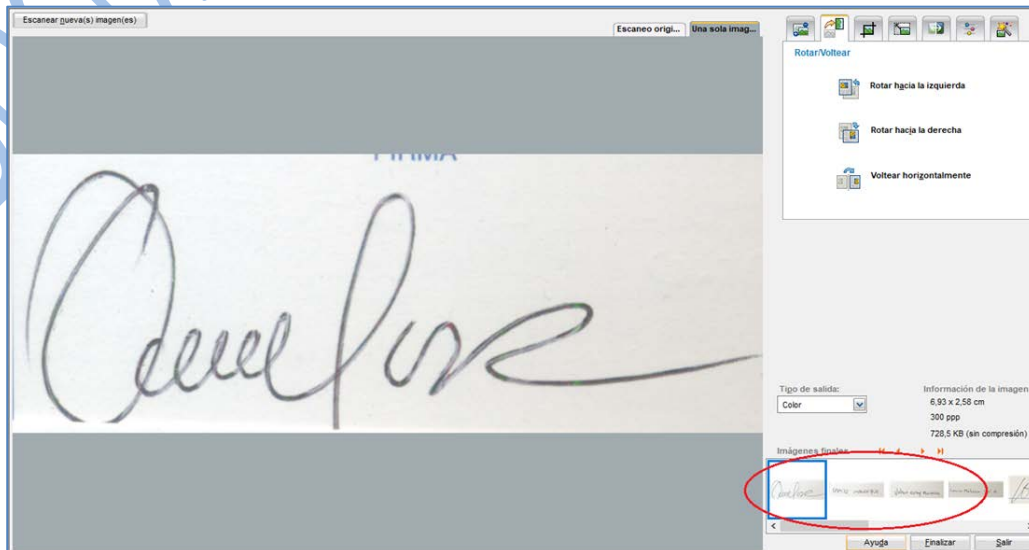 Escanear nueva(s) imagen(es)
Escaneo origi...
Una sola imag...
Rotar/Voltear
Rotar hacia la izquierda
Rotar hacia la derecha
Voltear horizontalmente
FIRMA
Tipo de salida:
Color
Información de la imagen
6,93 x 2,58 cm
300 ppp
728,5 KB (sin compresión)
Imágenes finales
Ayuda
Finalizar
Salir